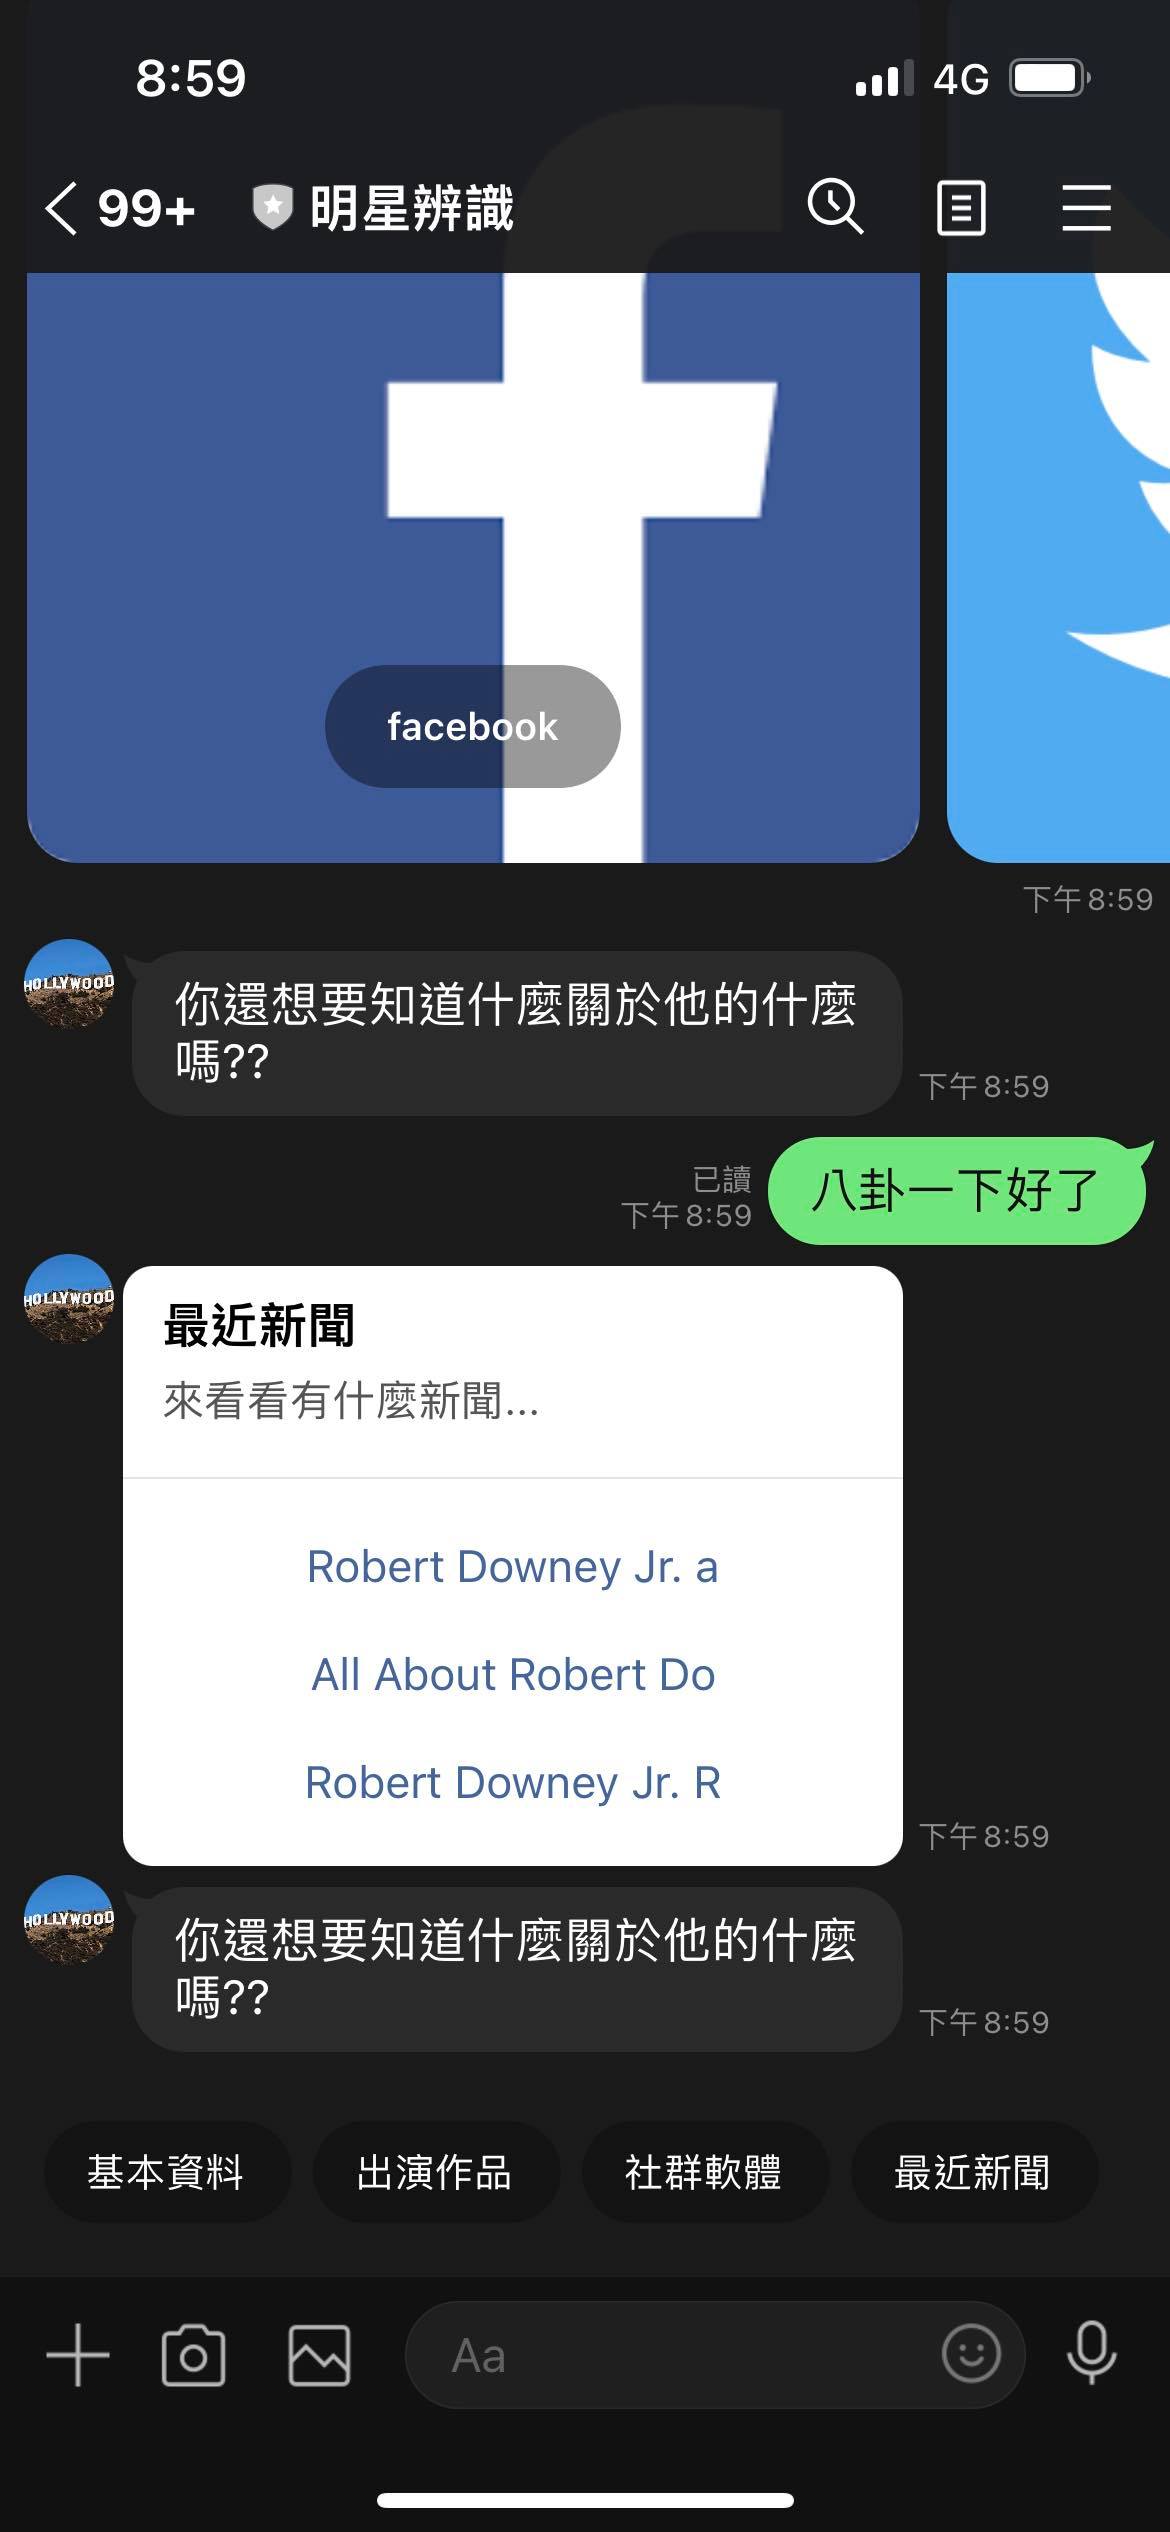 8:59
4G
99+
明星辨識
facebook
下午 8:59
HOLLYWOOD
你還想要知道什麼關於他的什麼
嗎??
下午 8:59
八卦一下好了
已讀
下午 8:59
HOLLYWOOD
最近新聞
來看看有什麼新聞...
Robert Downey Jr. a
All About Robert Do
Robert Downey Jr. R
下午 8:59
HOLLYWOOD
你還想要知道什麼關於他的什麼
嗎??
下午 8:59
基本資料
出演作品
社群軟體
最近新聞
Aa